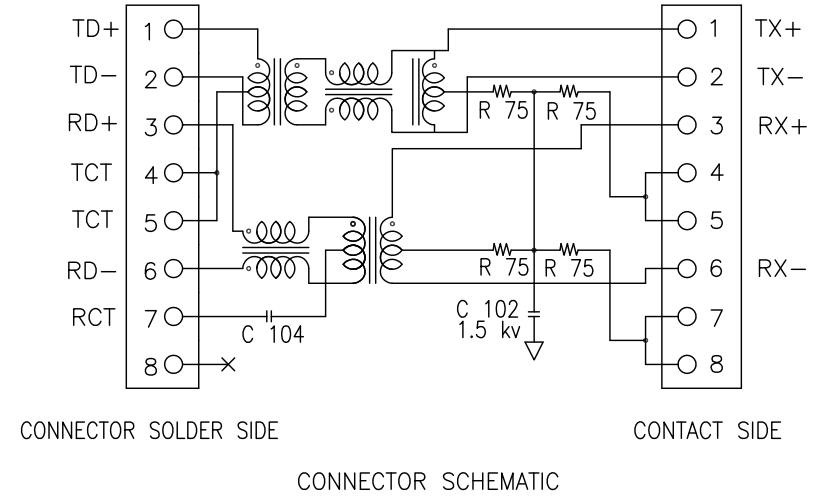 TD+ 1 1 TX+
TD- 2 2 TX-
R 75 R 75
RD+ 3 3 RX+
TCT 4 4
TCT 5 5
RD- 6 6 RX-
R 75 R 75
RCT 7 7
C 104
C 102
1.5 kv
8 8
CONNECTOR SOLDER SIDE
CONTACT SIDE
CONNECTOR SCHEMATIC